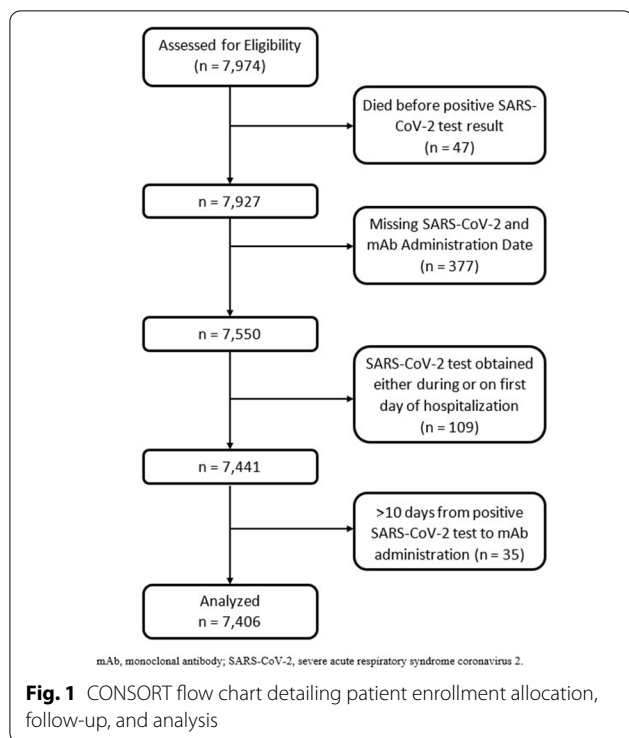 Assessed for Eligibility
(n = 7,974)
Died before positive SARS-
CoV-2 test result
(n = 47)
n = 7,927
Missing SARS-CoV-2 and
mAb Administration Date
(n = 377)
n = 7,550
SARS-CoV-2 test obtained
either during or on first
day of hospitalization
(n = 109)
n = 7,441
>10 days from positive
SARS-CoV-2 test to mAb
administration (n = 35)
Analyzed
n = 7,406
mAb, monoclonal antibody; SARS-CoV-2, severe acute respiratory syndrome coronavirus 2.
Fig. 1 CONSORT flow chart detailing patient enrollment allocation,
follow-up, and analysis